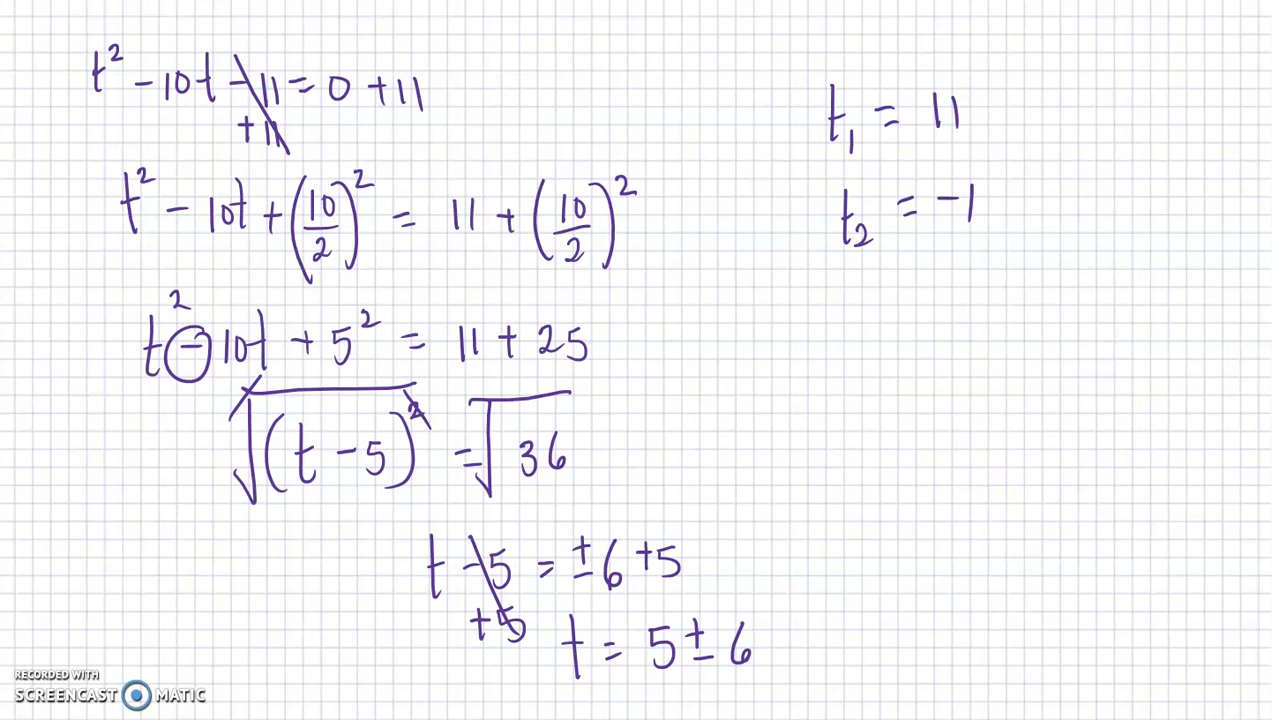 t² - 10t - 11 = 0 + 11
+ 11
t² - 10t + (10/2)² = 11 + (10/2)²
t² - 10t + 5² = 11 + 25
√(t - 5)² = √36
t - 5 = ±6 + 5
+ 5
t = 5 ± 6
t₁ = 11
t₂ = -1
RECORDED WITH
SCREENCAST MATIC